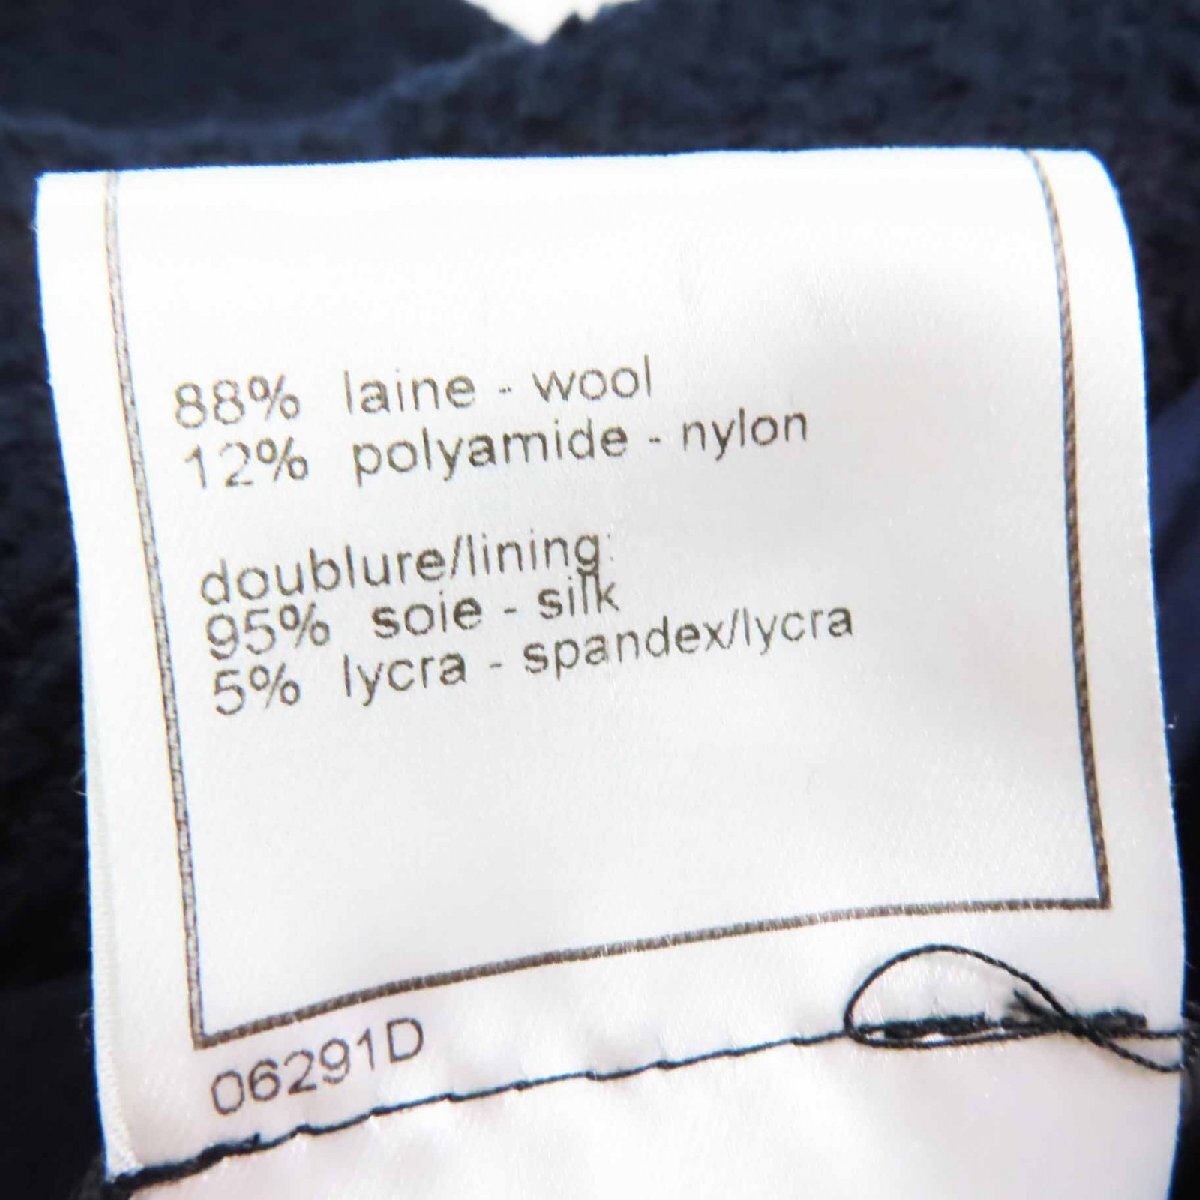 88% laine - wool
12% polyamide - nylon
doublure/lining:
95% soie - silk
5% lycra - spandex/lycra
06291D